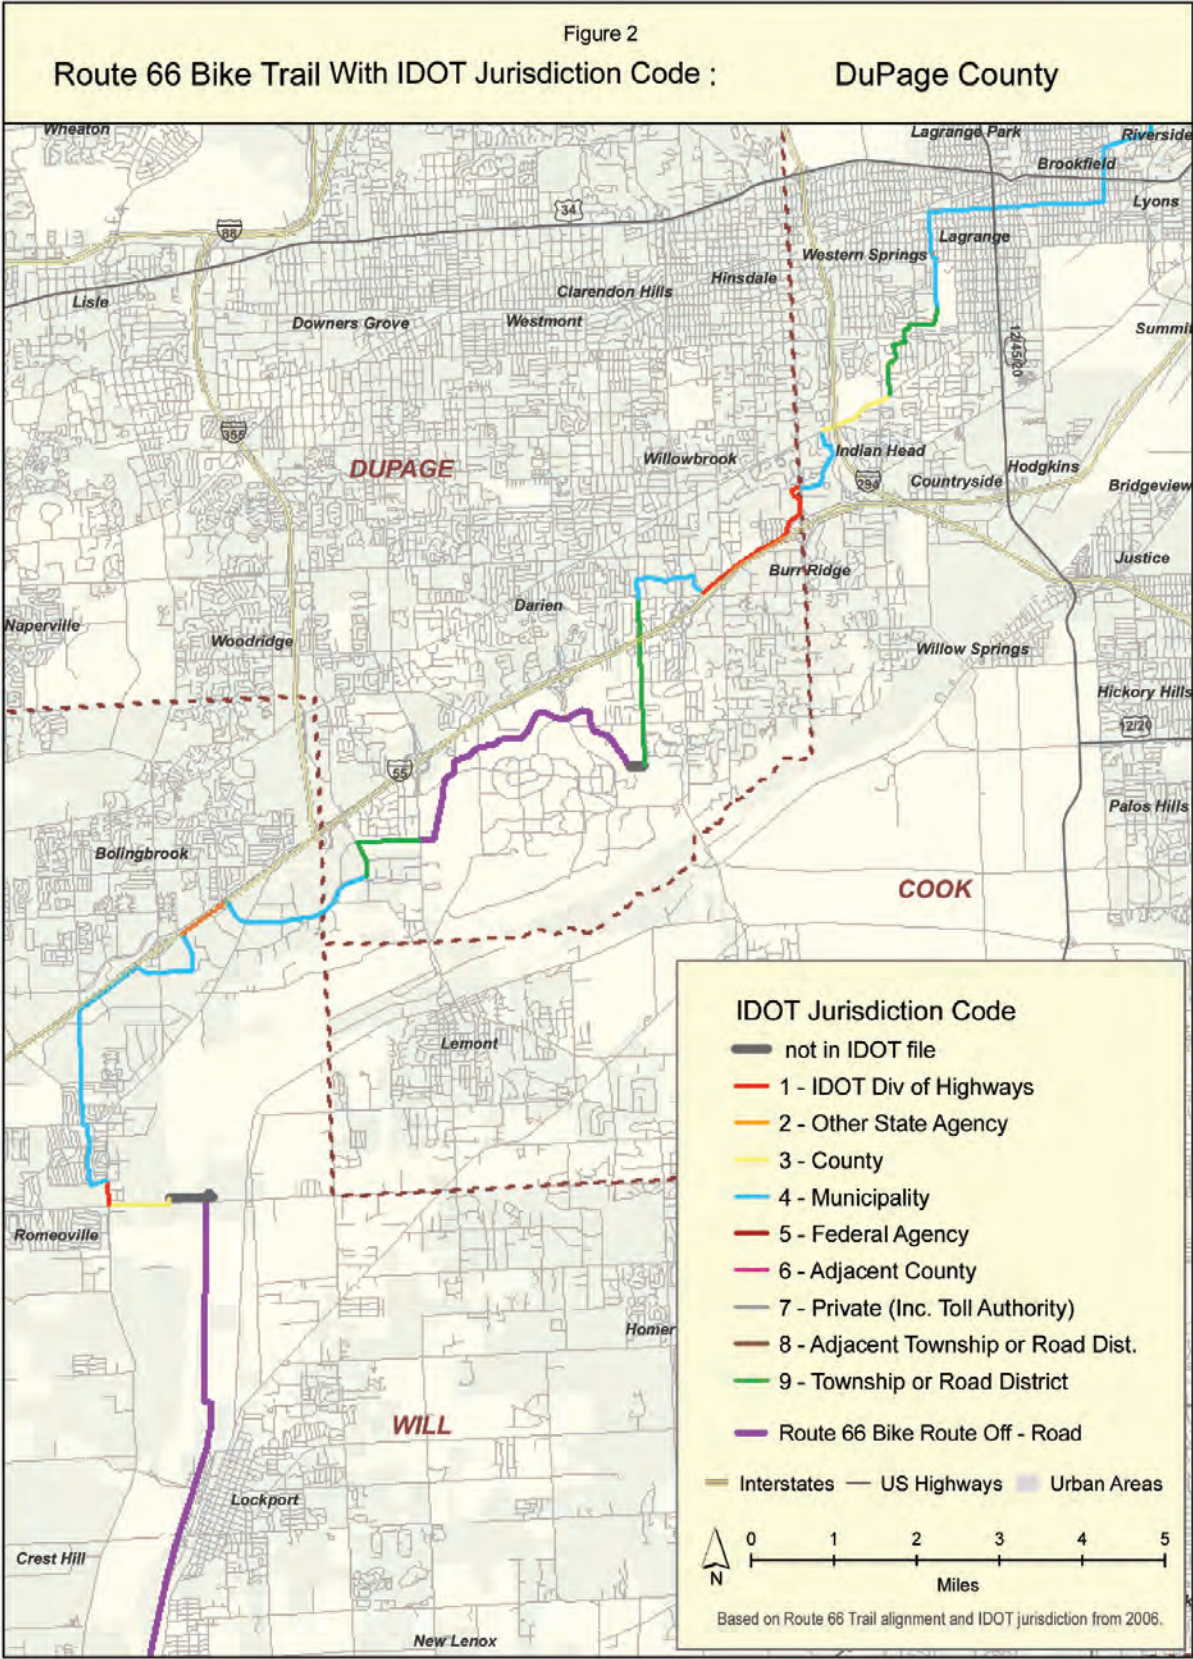 Figure 2
Route 66 Bike Trail With IDOT Jurisdiction Code : DuPage County
Wheaton
Lagrange Park
Riverside
Brookfield
Lyons
34
88
Lagrange
Western Springs
Hinsdale
Clarendon Hills
Lisle
Downers Grove
Westmont
Summit
12/45/20
355
DUPAGE
Willowbrook
Indian Head
Hodgkins
294
Countryside
Bridgeview
Justice
Burr Ridge
Darien
Naperville
Woodridge
Willow Springs
Hickory Hills
12/20
55
Palos Hills
Bolingbrook
COOK
Lemont
Romeoville
Homer
WILL
Lockport
Crest Hill
New Lenox
IDOT Jurisdiction Code
not in IDOT file
1 - IDOT Div of Highways
2 - Other State Agency
3 - County
4 - Municipality
5 - Federal Agency
6 - Adjacent County
7 - Private (Inc. Toll Authority)
8 - Adjacent Township or Road Dist.
9 - Township or Road District
Route 66 Bike Route Off - Road
Interstates US Highways Urban Areas
N
0 1 2 3 4 5
Miles
Based on Route 66 Trail alignment and IDOT jurisdiction from 2006.